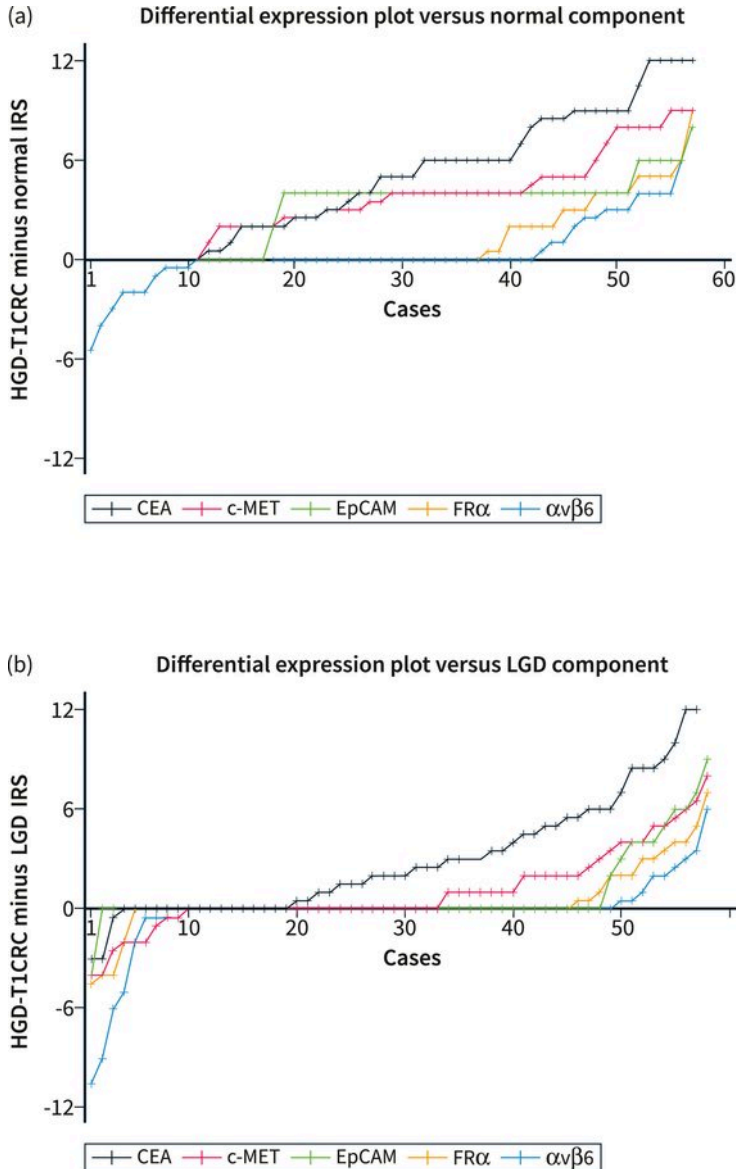 (a) Differential expression plot versus normal component
HGD-T1CRC minus normal IRS
12
6
0
-6
-12
1 10 20 30 40 50 60
Cases
CEA c-MET EpCAM FRα αvβ6
(b) Differential expression plot versus LGD component
HGD-T1CRC minus LGD IRS
12
6
0
-6
-12
1 10 20 30 40 50
Cases
CEA c-MET EpCAM FRα αvβ6